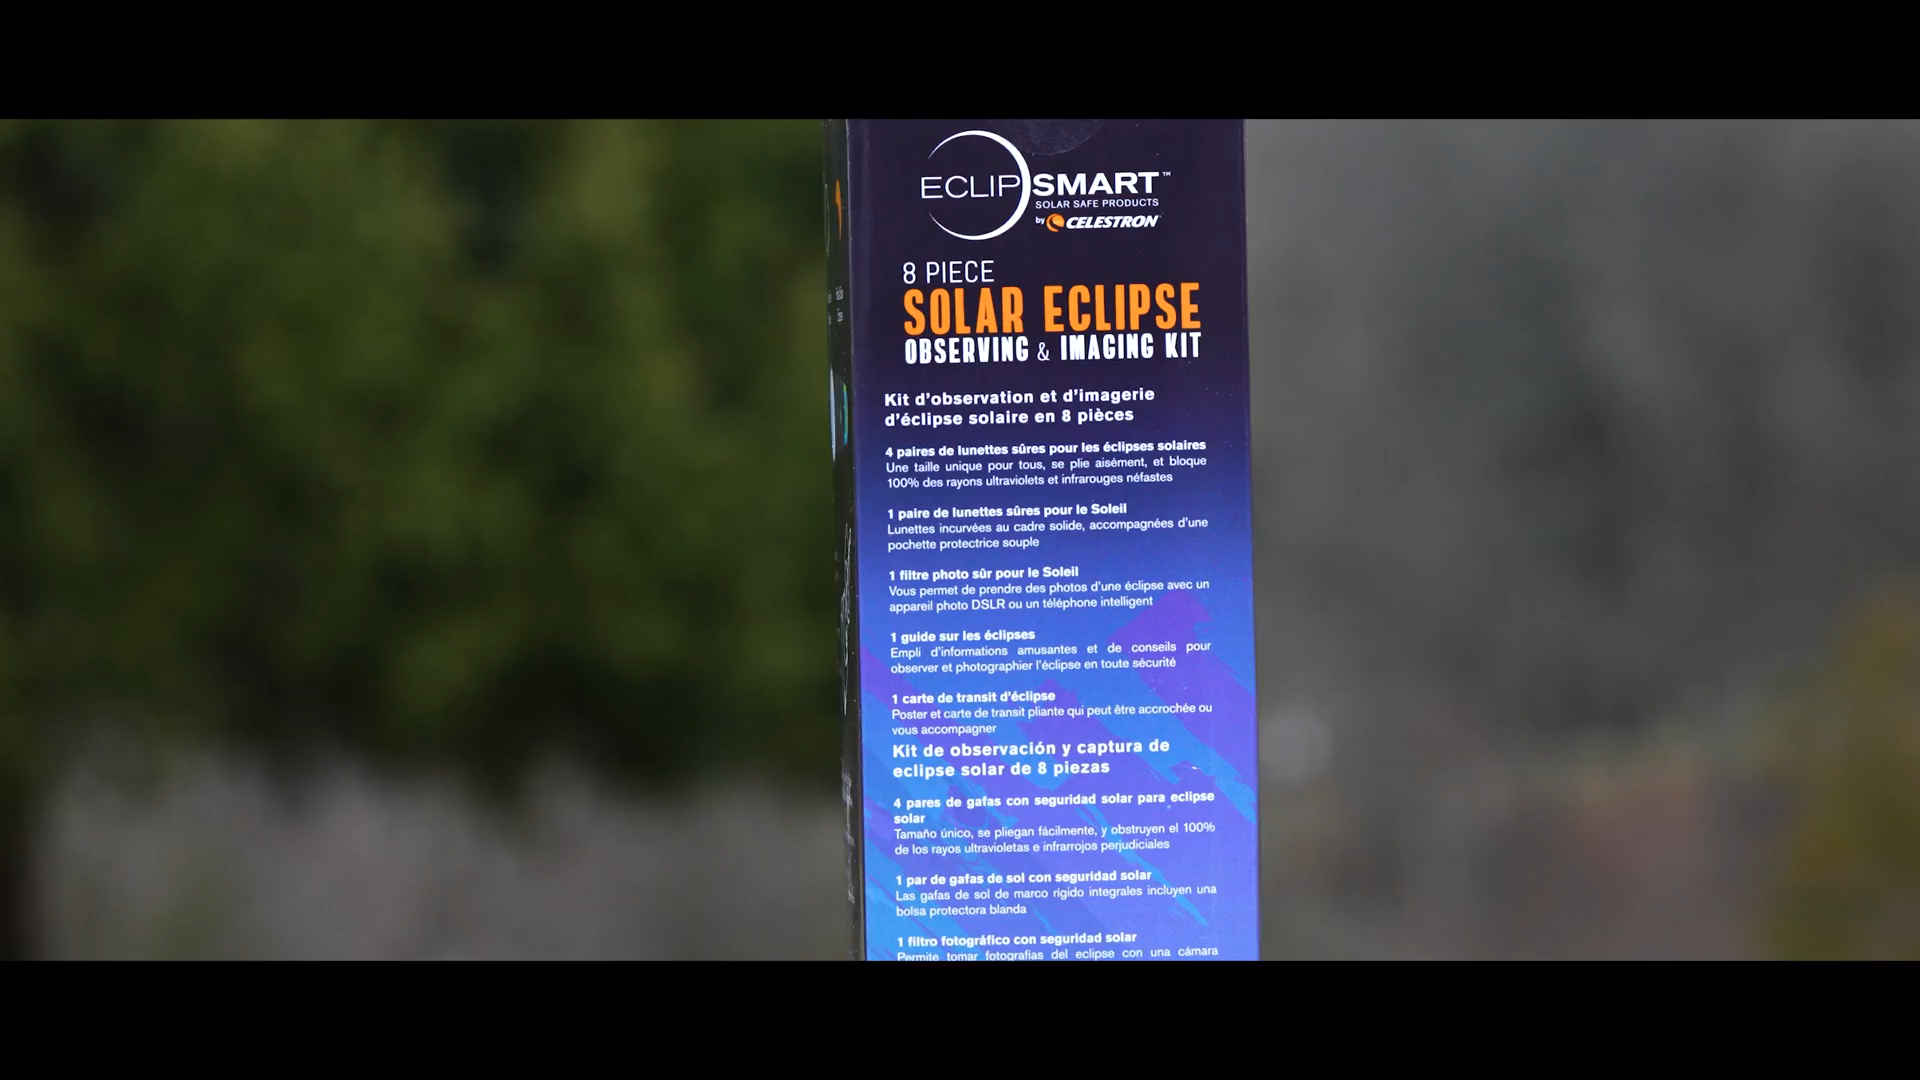 ECLIPSMART™
SOLAR SAFE PRODUCTS
by CELESTRON
8 PIECE
SOLAR ECLIPSE
OBSERVING & IMAGING KIT
Kit d'observation et d'imagerie
d'éclipse solaire en 8 pièces
4 paires de lunettes sûres pour les éclipses solaires
Une taille unique pour tous, se plie aisément, et bloque
100% des rayons ultraviolets et infrarouges néfastes
1 paire de lunettes sûres pour le Soleil
Lunettes incurvées au cadre solide, accompagnées d'une
pochette protectrice souple
1 filtre photo sûr pour le Soleil
Vous permet de prendre des photos d'une éclipse avec un
appareil photo DSLR ou un téléphone intelligent
1 guide sur les éclipses
Empli d'informations amusantes et de conseils pour
observer et photographier l'éclipse en toute sécurité
1 carte de transit d'éclipse
Poster et carte de transit pliante qui peut être accrochée ou
vous accompagner
Kit de observación y captura de
eclipse solar de 8 piezas
4 pares de gafas con seguridad solar para eclipse
solar
Tamaño único, se pliegan fácilmente, y obstruyen el 100%
de los rayos ultravioletas e infrarrojos perjudiciales
1 par de gafas de sol con seguridad solar
Las gafas de sol de marco rígido integrales incluyen una
bolsa protectora blanda
1 filtro fotográfico con seguridad solar
Permite tomar fotografías del eclipse con una cámara